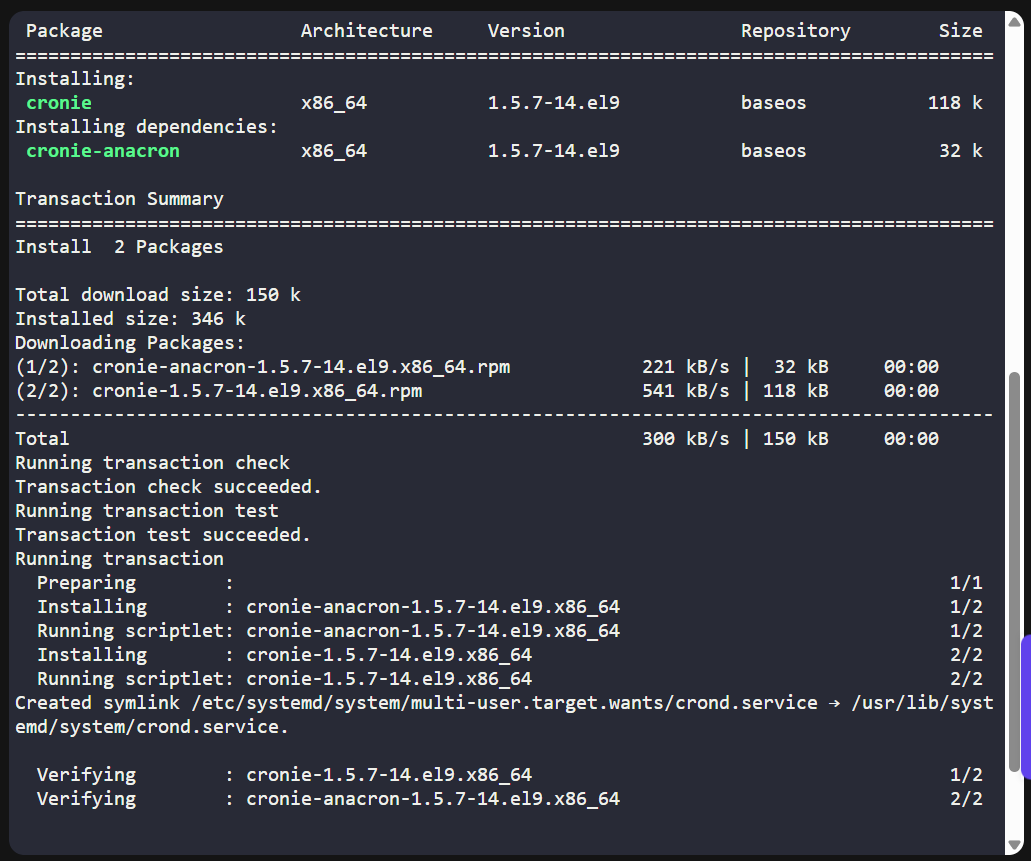 Package                  Architecture     Version                Repository        Size
=========================================================================================
Installing:
 cronie                   x86_64           1.5.7-14.el9           baseos           118 k
Installing dependencies:
 cronie-anacron           x86_64           1.5.7-14.el9           baseos            32 k
Transaction Summary
=========================================================================================
Install  2 Packages
Total download size: 150 k
Installed size: 346 k
Downloading Packages:
(1/2): cronie-anacron-1.5.7-14.el9.x86_64.rpm            221 kB/s |  32 kB     00:00
(2/2): cronie-1.5.7-14.el9.x86_64.rpm                    541 kB/s | 118 kB     00:00
-----------------------------------------------------------------------------------------
Total                                                    300 kB/s | 150 kB     00:00
Running transaction check
Transaction check succeeded.
Running transaction test
Transaction test succeeded.
Running transaction
  Preparing        :                                                                 1/1
  Installing       : cronie-anacron-1.5.7-14.el9.x86_64                              1/2
  Running scriptlet: cronie-anacron-1.5.7-14.el9.x86_64                              1/2
  Installing       : cronie-1.5.7-14.el9.x86_64                                      2/2
  Running scriptlet: cronie-1.5.7-14.el9.x86_64                                      2/2
Created symlink /etc/systemd/system/multi-user.target.wants/crond.service → /usr/lib/syst
emd/system/crond.service.
  Verifying        : cronie-1.5.7-14.el9.x86_64                                      1/2
  Verifying        : cronie-anacron-1.5.7-14.el9.x86_64                              2/2